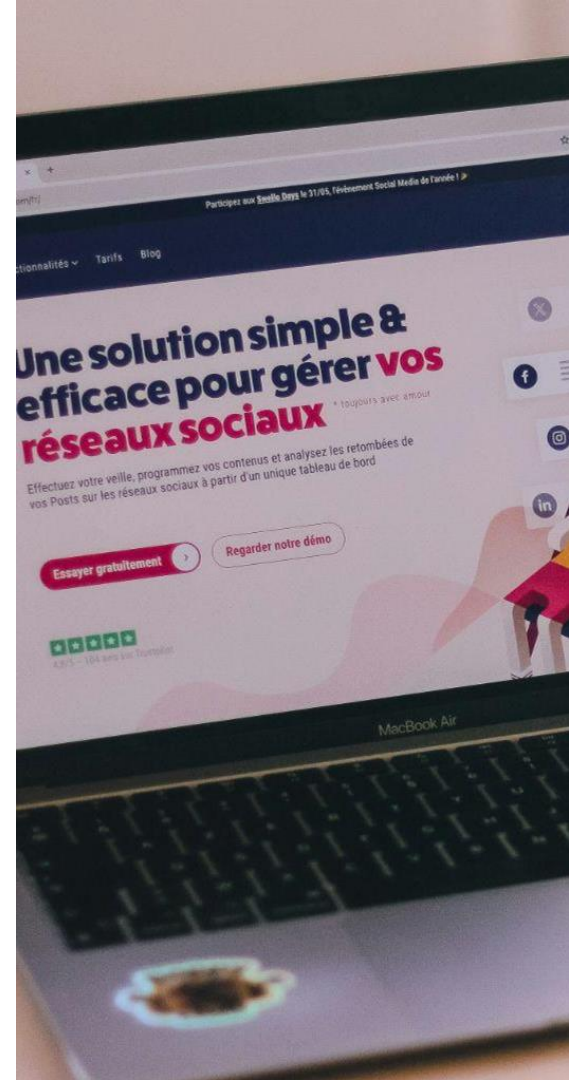 Participez aux Swello Days le 31/05, l'évènement Social Media de l'année !
Tarifs Blog
Une solution simple &
efficace pour gérer vos
réseaux sociaux * toujours avec amour
Effectuez votre veille, programmez vos contenus et analysez les retombées de
vos Posts sur les réseaux sociaux à partir d'un unique tableau de bord
Essayer gratuitement
Regarder notre démo
MacBook Air